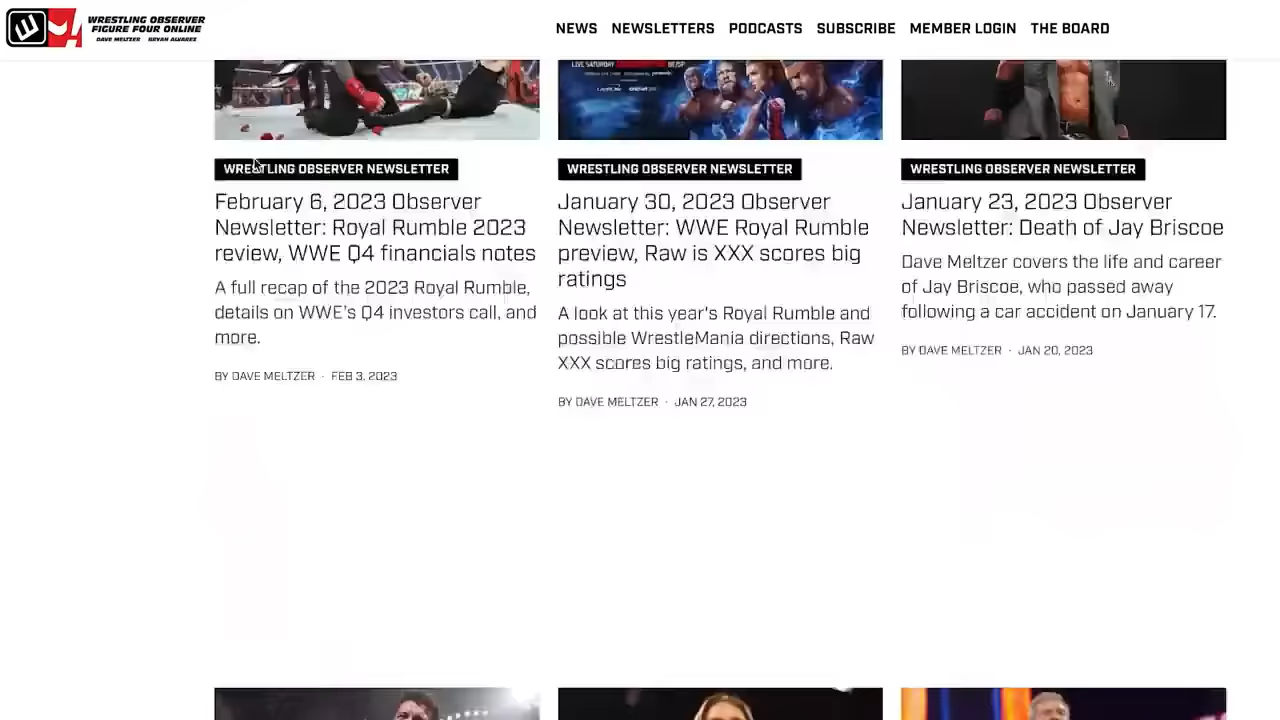 WRESTLING OBSERVER
FIGURE FOUR ONLINE
DAVE MELTZER BRYAN ALVAREZ
NEWS NEWSLETTERS PODCASTS SUBSCRIBE MEMBER LOGIN THE BOARD
WRESTLING OBSERVER NEWSLETTER
February 6, 2023 Observer
Newsletter: Royal Rumble 2023
review, WWE Q4 financials notes
A full recap of the 2023 Royal Rumble,
details on WWE's Q4 investors call, and
more.
BY DAVE MELTZER · FEB 3, 2023
LIVE SATURDAY
WRESTLING OBSERVER NEWSLETTER
January 30, 2023 Observer
Newsletter: WWE Royal Rumble
preview, Raw is XXX scores big
ratings
A look at this year's Royal Rumble and
possible WrestleMania directions, Raw
XXX scores big ratings, and more.
BY DAVE MELTZER · JAN 27, 2023
WRESTLING OBSERVER NEWSLETTER
January 23, 2023 Observer
Newsletter: Death of Jay Briscoe
Dave Meltzer covers the life and career
of Jay Briscoe, who passed away
following a car accident on January 17.
BY DAVE MELTZER · JAN 20, 2023